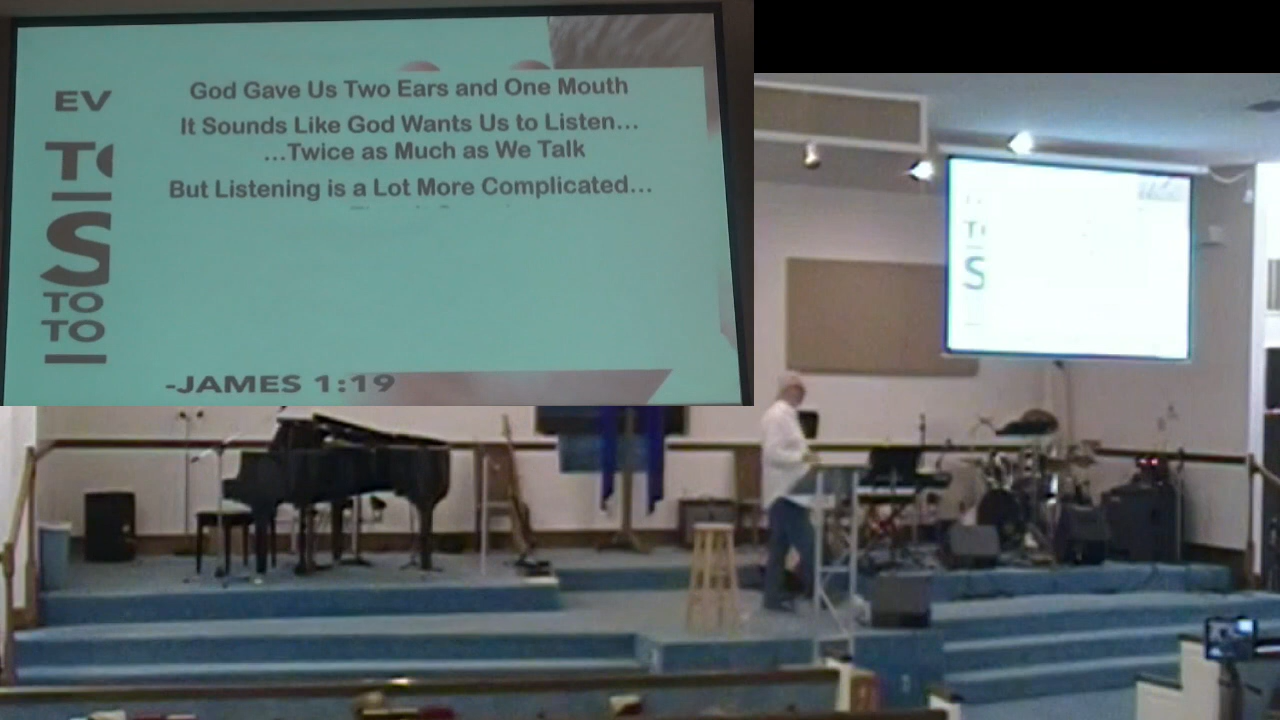 EV
TO
S
TO
TO
God Gave Us Two Ears and One Mouth
It Sounds Like God Wants Us to Listen...
...Twice as Much as We Talk
But Listening is a Lot More Complicated...
-JAMES 1:19
S